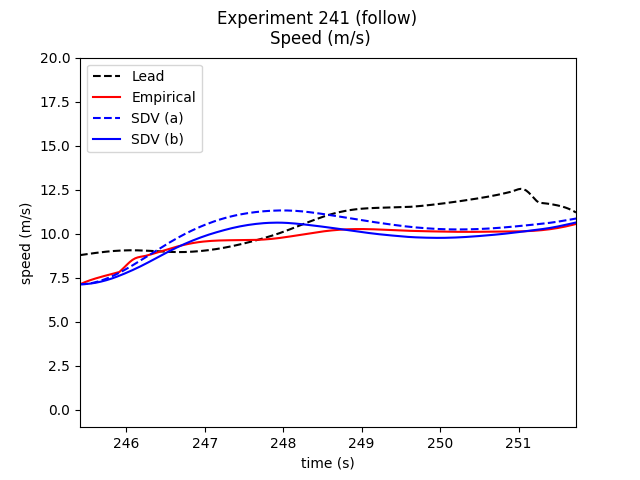 Experiment 241 (follow)
Speed (m/s)
20.0
17.5
15.0
12.5
10.0
7.5
5.0
2.5
0.0
speed (m/s)
Lead
Empirical
SDV (a)
SDV (b)
246 247 248 249 250 251
time (s)